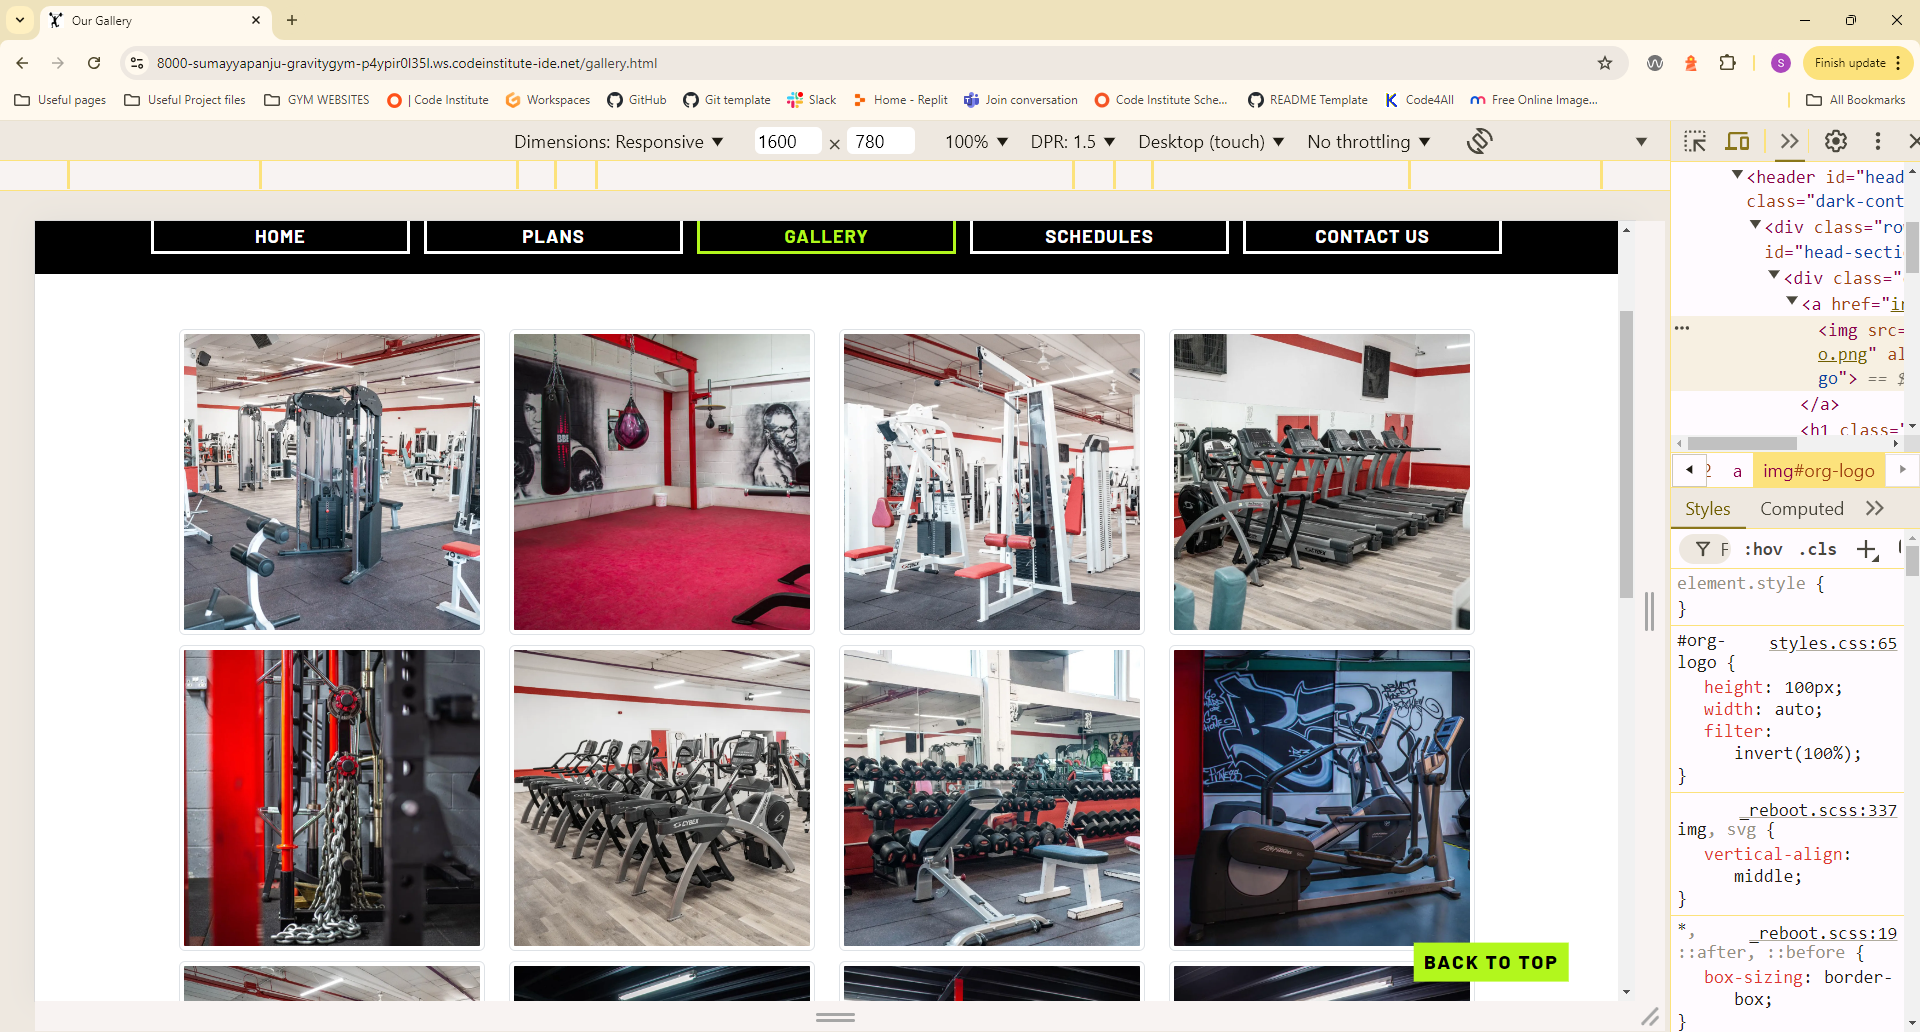 Our Gallery
8000-sumayyapanju-gravitygym-p4ypir0l35l.ws.codeinstitute-ide.net/gallery.html
S
Finish update
Useful pages
Useful Project files
GYM WEBSITES
| Code Institute
Workspaces
GitHub
Git template
Slack
Home - Replit
Join conversation
Code Institute Sche...
README Template
Code4All
Free Online Image...
All Bookmarks
Dimensions: Responsive
1600 × 780
100%
DPR: 1.5
Desktop (touch)
No throttling
HOME
PLANS
GALLERY
SCHEDULES
CONTACT US
CYBEX
BACK TO TOP
<header id="head
class="dark-cont
<div class="ro
id="head-secti
<div class="
<a href="i
<img src=
o.png" al
go"> == $
</a>
<h1 class="
a
img#org-logo
Styles
Computed
F
:hov
.cls
element.style {
}
#org-
logo {
styles.css:65
height: 100px;
width: auto;
filter:
invert(100%);
}
_reboot.scss:337
img, svg {
vertical-align:
middle;
}
_reboot.scss:19
*,
::after, ::before {
box-sizing: border-
box;
}